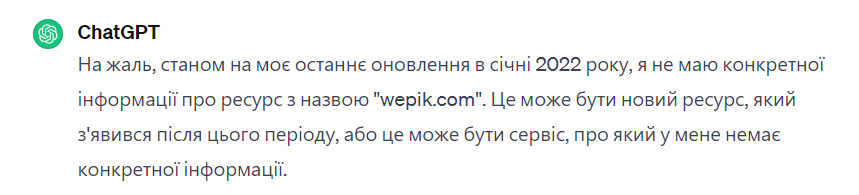 ChatGPT
На жаль, станом на моє останнє оновлення в січні 2022 року, я не маю конкретної
інформації про ресурс з назвою "wepik.com". Це може бути новий ресурс, який
з'явився після цього періоду, або це може бути сервіс, про який у мене немає
конкретної інформації.